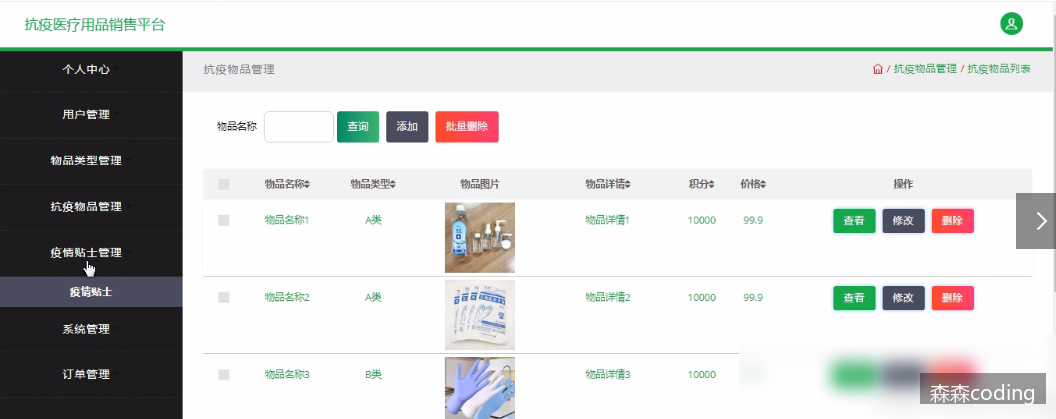 抗疫医疗用品销售平台
个人中心
用户管理
物品类型管理
抗疫物品管理
疫情贴士管理
疫情贴士
系统管理
订单管理
抗疫物品管理
/ 抗疫物品管理 / 抗疫物品列表
物品名称 查询 添加 批量删除
物品名称 物品类型 物品图片 物品详情 积分 价格 操作
物品名称1 A类 物品详情1 10000 99.9 查看 修改 删除
物品名称2 A类 物品详情2 10000 99.9 查看 修改 删除
物品名称3 B类 物品详情3 10000
森森coding